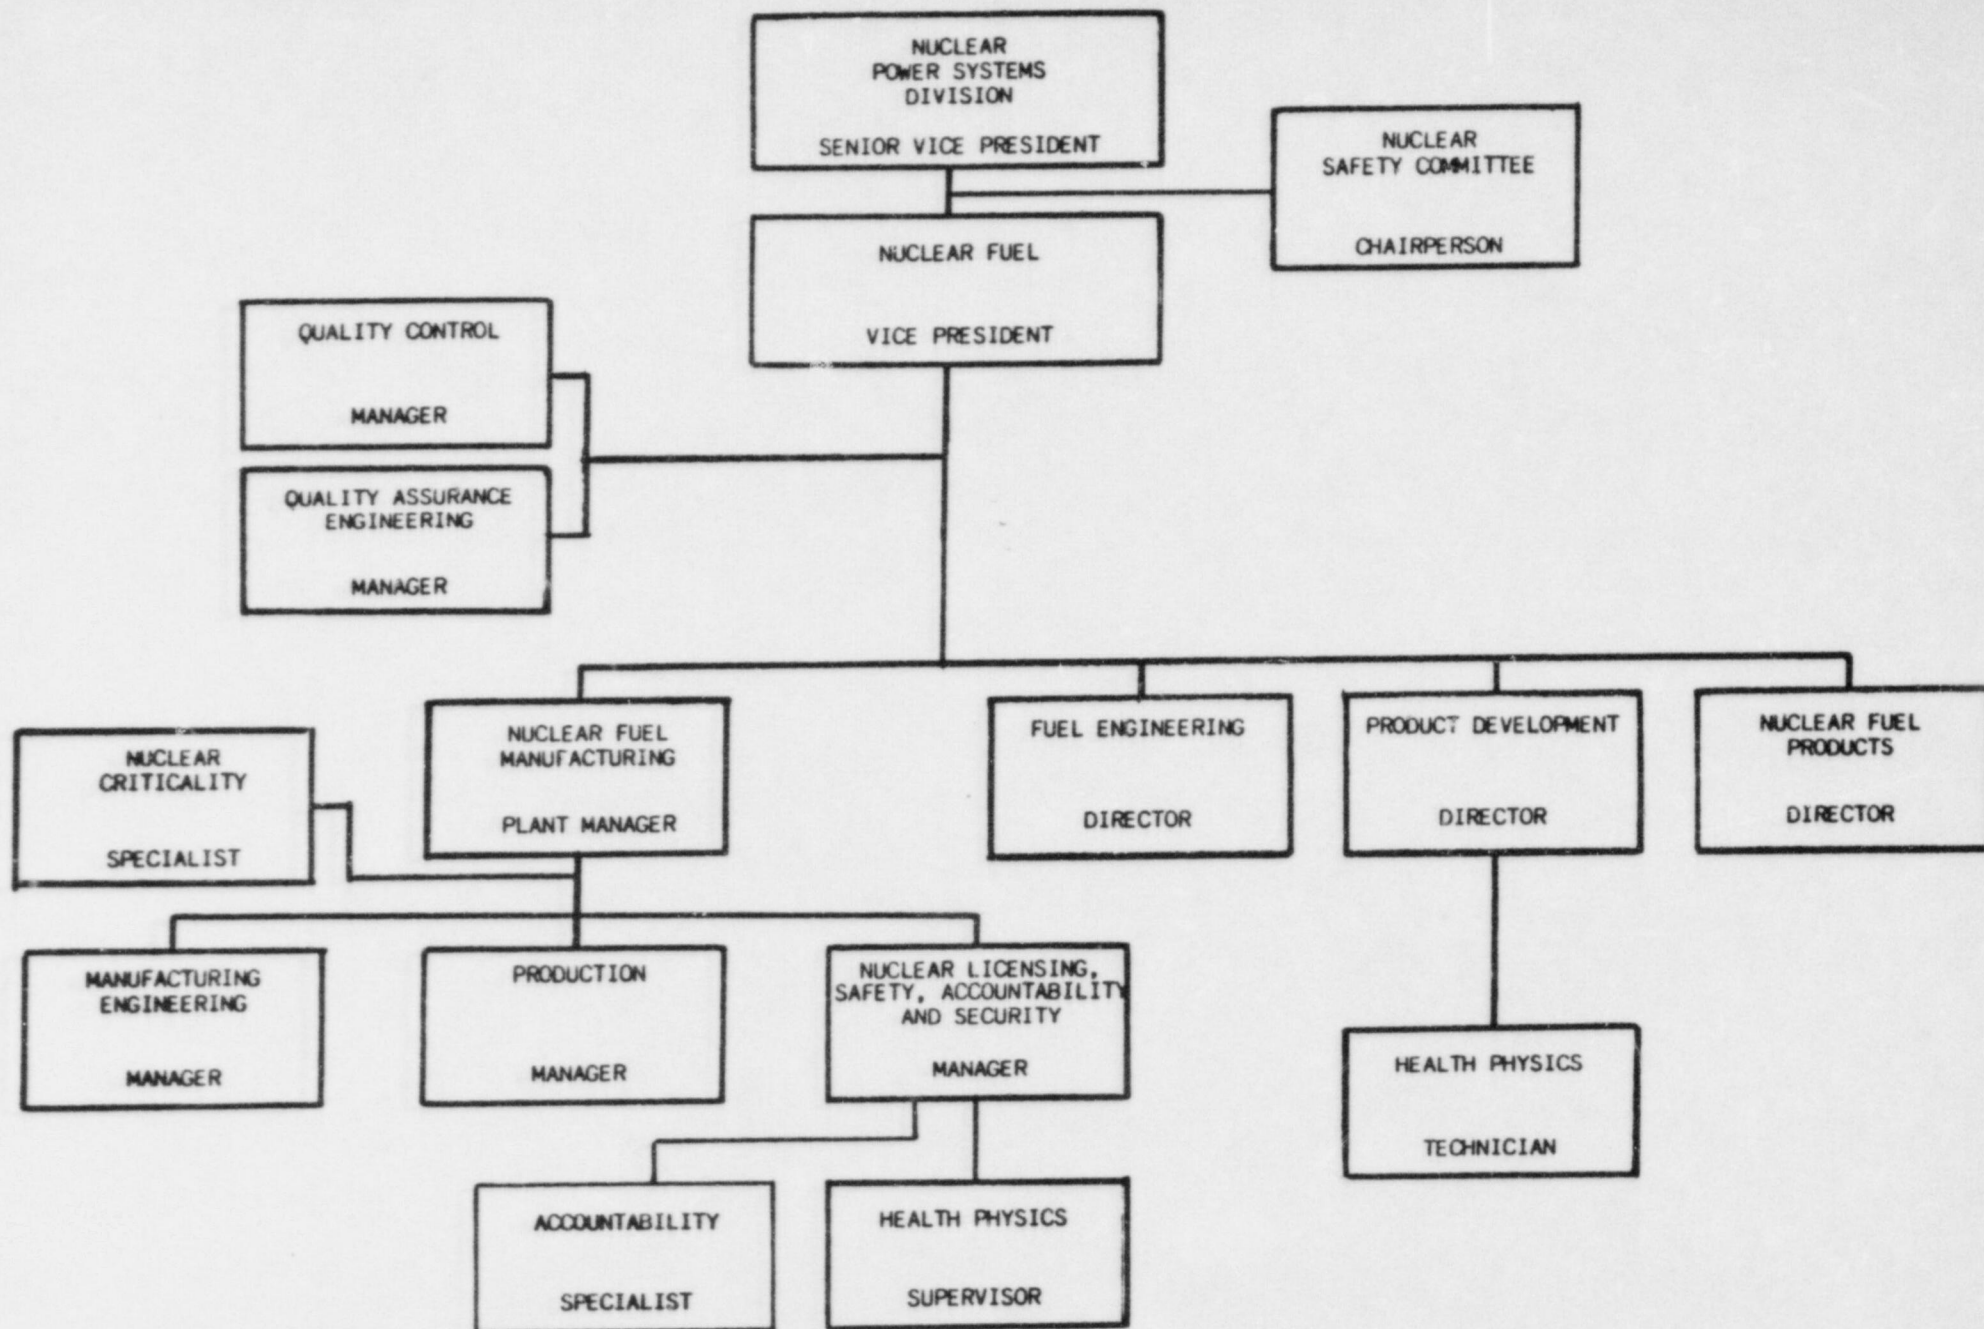 NUCLEAR
POWER SYSTEMS
DIVISION
SENIOR VICE PRESIDENT
NUCLEAR
SAFETY COMMITTEE
CHAIRPERSON
NUCLEAR FUEL
VICE PRESIDENT
QUALITY CONTROL
MANAGER
QUALITY ASSURANCE
ENGINEERING
MANAGER
NUCLEAR
CRITICALITY
SPECIALIST
NUCLEAR FUEL
MANUFACTURING
PLANT MANAGER
FUEL ENGINEERING
DIRECTOR
PRODUCT DEVELOPMENT
DIRECTOR
NUCLEAR FUEL
PRODUCTS
DIRECTOR
MANUFACTURING
ENGINEERING
MANAGER
PRODUCTION
MANAGER
NUCLEAR LICENSING,
SAFETY, ACCOUNTABILITY
AND SECURITY
MANAGER
HEALTH PHYSICS
TECHNICIAN
ACCOUNTABILITY
SPECIALIST
HEALTH PHYSICS
SUPERVISOR